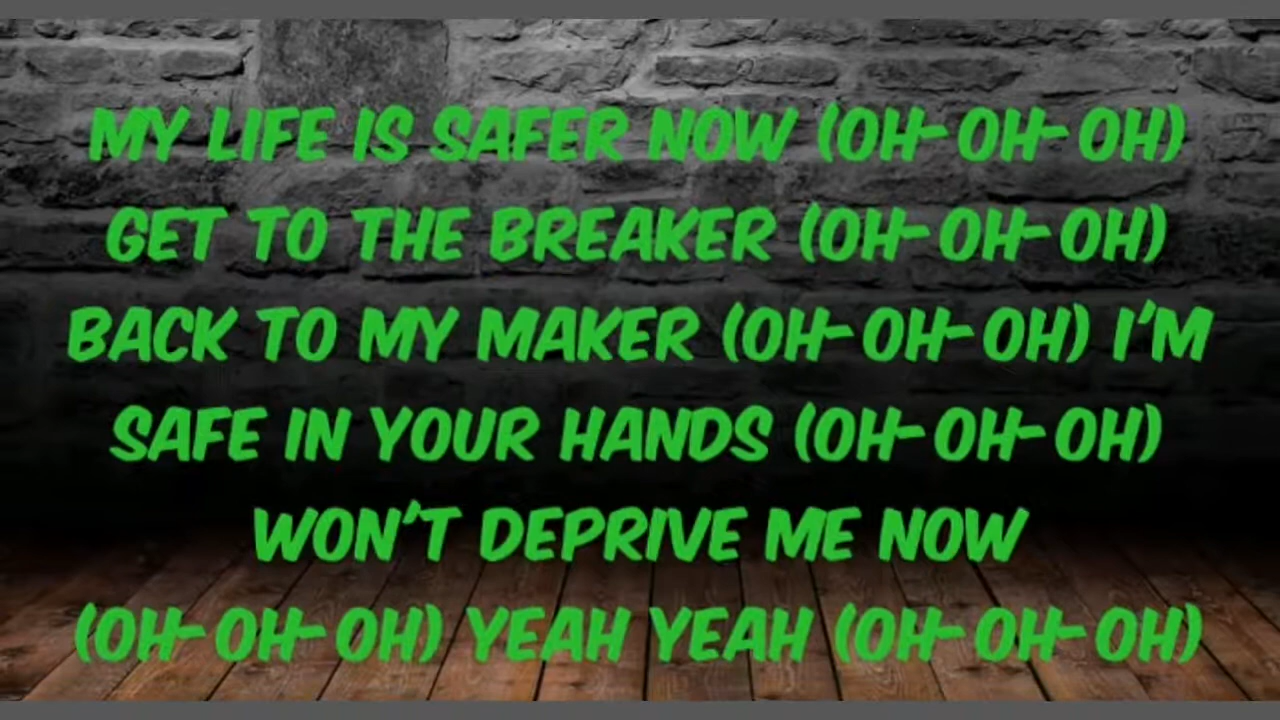 MY LIFE IS SAFER NOW (OH-OH-OH)
GET TO THE BREAKER (OH-OH-OH)
BACK TO MY MAKER (OH-OH-OH) I'M
SAFE IN YOUR HANDS (OH-OH-OH)
WON'T DEPRIVE ME NOW
(OH-OH-OH) YEAH YEAH (OH-OH-OH)